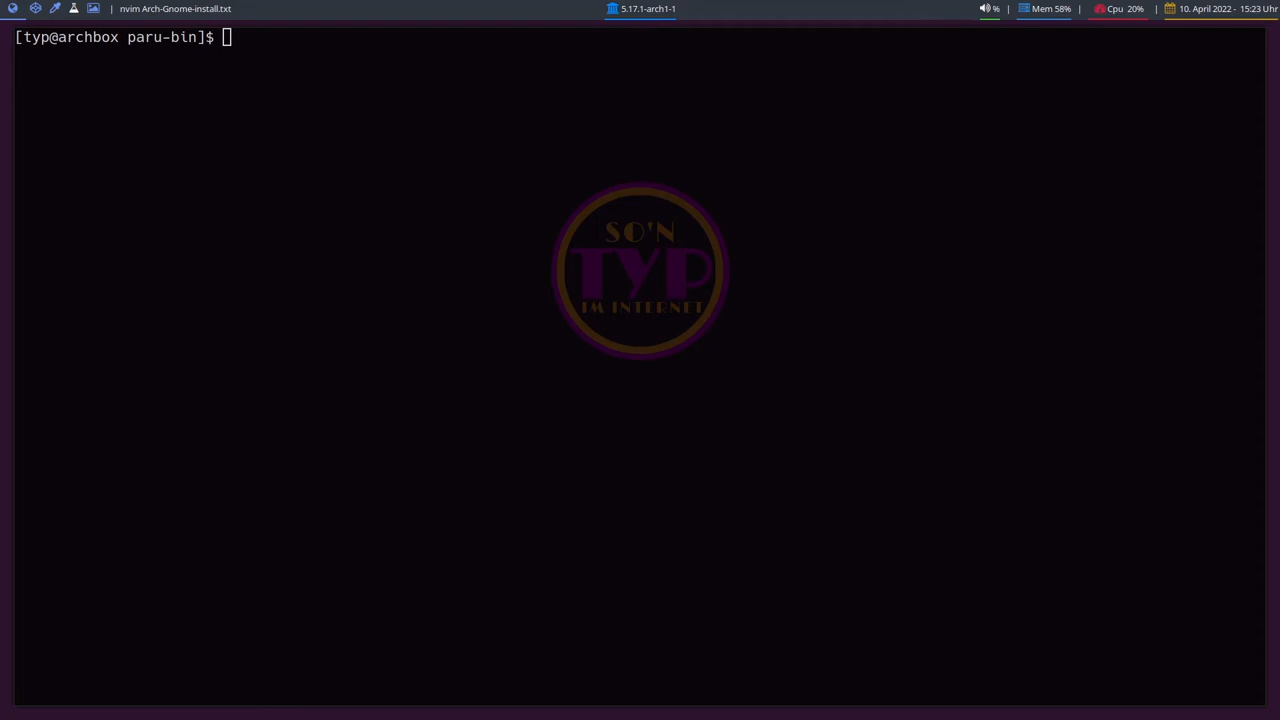 | nvim Arch-Gnome-install.txt
5.17.1-arch1-1
% | Mem 58% | Cpu 20% | 10. April 2022 - 15:23 Uhr
[typ@archbox paru-bin]$
SO'N
TYP
IM INTERNET